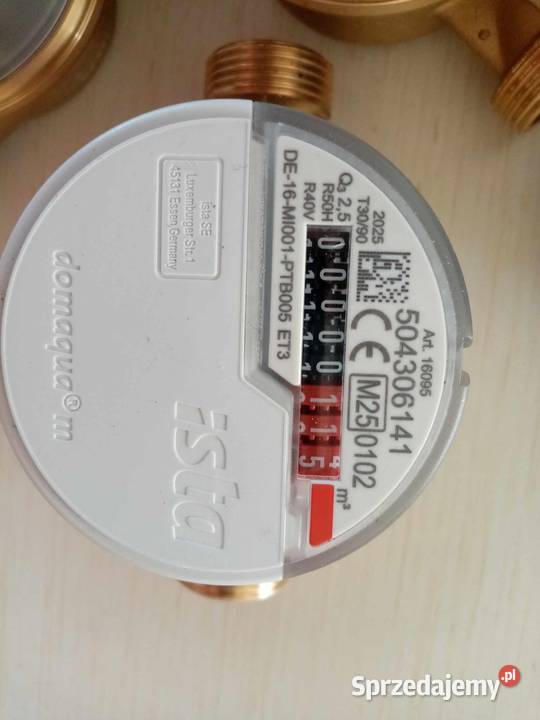 ista SE
Luxemburger Str.1
45131 Essen Germany
domaqua®m
ista
Art. 16095
504306141
CE M25 0102
2025
T30/90
Q₃ 2,5
R50H
R40V
00000114
m³
DE-16-MI001-PTB005 ET3
Sprzedajemy.pl